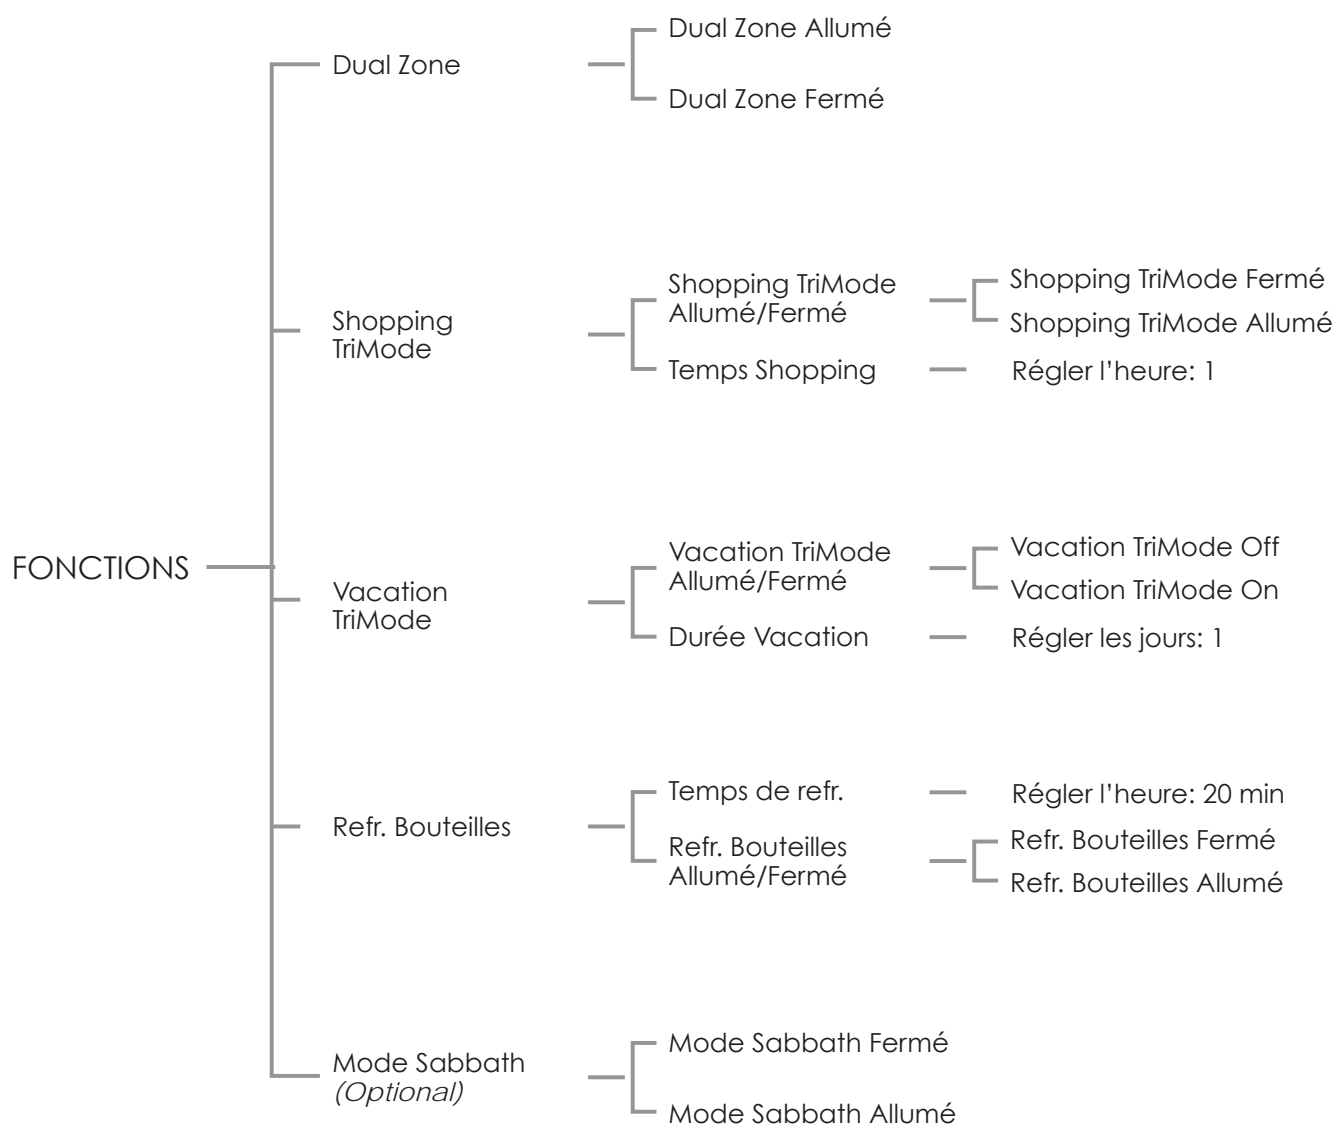 FONCTIONS
Dual Zone
Dual Zone Allumé
Dual Zone Fermé
Shopping
TriMode
Shopping TriMode
Allumé/Fermé
Shopping TriMode Fermé
Shopping TriMode Allumé
Temps Shopping
Régler l'heure: 1
Vacation
TriMode
Vacation TriMode
Allumé/Fermé
Vacation TriMode Off
Vacation TriMode On
Durée Vacation
Régler les jours: 1
Refr. Bouteilles
Temps de refr.
Régler l'heure: 20 min
Refr. Bouteilles
Allumé/Fermé
Refr. Bouteilles Fermé
Refr. Bouteilles Allumé
Mode Sabbath
(Optional)
Mode Sabbath Fermé
Mode Sabbath Allumé